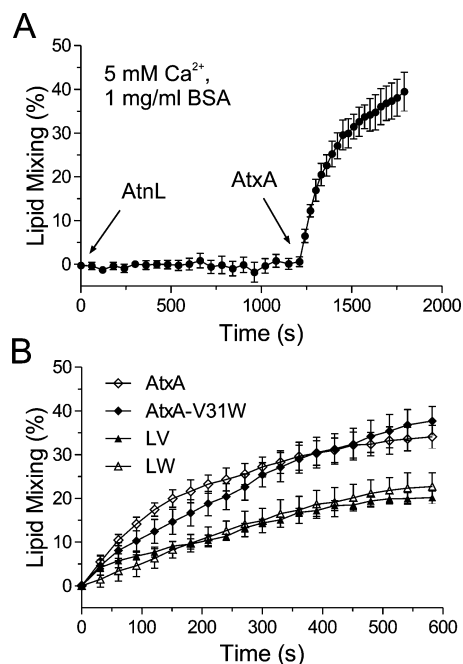 A
50
40
30
20
10
0
Lipid Mixing (%)
5 mM Ca²⁺,
1 mg/ml BSA
AtnL
AtxA
0 500 1000 1500 2000
Time (s)
B
50
40
30
20
10
0
Lipid Mixing (%)
AtxA
AtxA-V31W
LV
LW
0 100 200 300 400 500 600
Time (s)